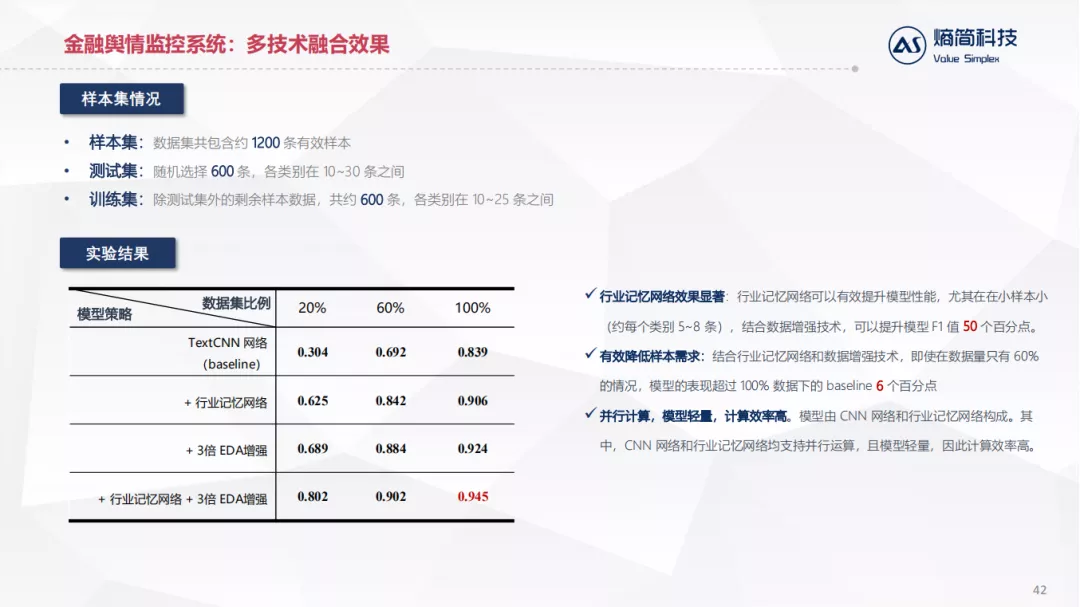 金融舆情监控系统：多技术融合效果
熵简科技
Value Simplex
样本集情况
• 样本集：数据集共包含约 1200 条有效样本
• 测试集：随机选择 600 条，各类别在 10~30 条之间
• 训练集：除测试集外的剩余样本数据，共约 600 条，各类别在 10~25 条之间
实验结果
数据集比例 20% 60% 100%
模型策略
TextCNN 网络
（baseline） 0.304 0.692 0.839
+ 行业记忆网络 0.625 0.842 0.906
+ 3倍 EDA增强 0.689 0.884 0.924
+ 行业记忆网络 + 3倍 EDA增强 0.802 0.902 0.945
✓ 行业记忆网络效果显著：行业记忆网络可以有效提升模型性能，尤其在在小样本小
（约每个类别 5~8 条），结合数据增强技术，可以提升模型 F1 值 50 个百分点。
✓ 有效降低样本需求：结合行业记忆网络和数据增强技术，即使在数据量只有 60%
的情况，模型的表现超过 100% 数据下的 baseline 6 个百分点
✓ 并行计算，模型轻量，计算效率高。模型由 CNN 网络和行业记忆网络构成。其
中，CNN 网络和行业记忆网络均支持并行运算，且模型轻量，因此计算效率高。
42